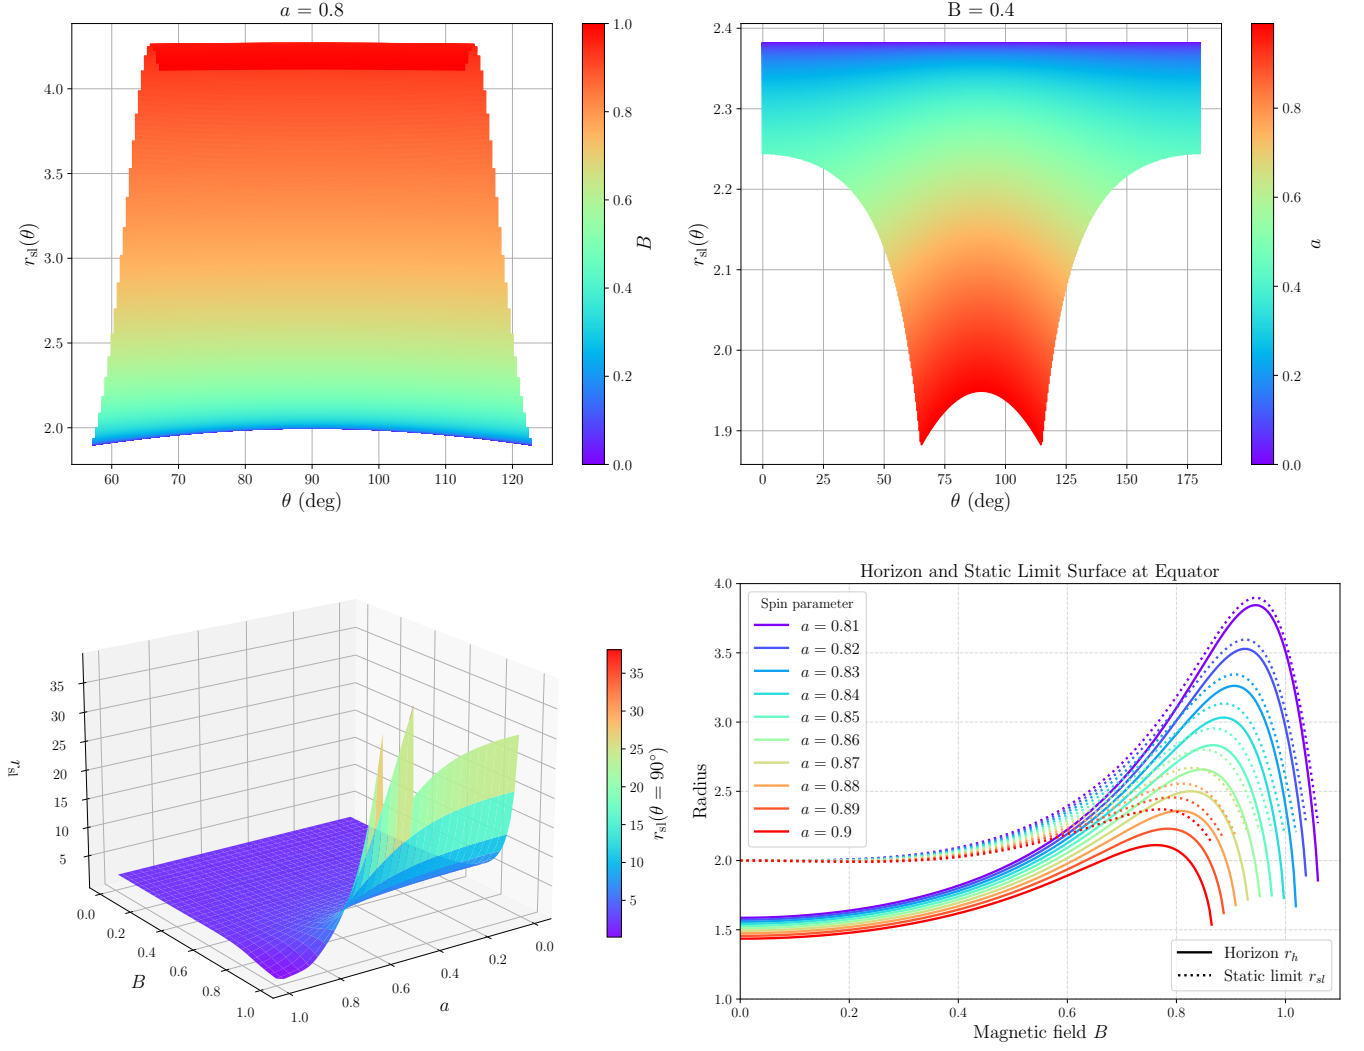 a = 0.8
4.0
3.5
3.0
2.5
2.0
r_sl(θ)
60 70 80 90 100 110 120
θ (deg)
1.0
0.8
0.6
0.4
0.2
0.0
B
B = 0.4
2.4
2.3
2.2
2.1
2.0
1.9
r_sl(θ)
0 25 50 75 100 125 150 175
θ (deg)
0.8
0.6
0.4
0.2
0.0
a
35
30
25
20
15
10
5
r_sl
0.0
0.2
0.4
0.6
0.8
1.0
B
1.0
0.8
0.6
0.4
0.2
0.0
a
35
30
25
20
15
10
5
r_sl(θ = 90°)
Horizon and Static Limit Surface at Equator
4.0
3.5
3.0
2.5
2.0
1.5
1.0
Radius
Spin parameter
a = 0.81
a = 0.82
a = 0.83
a = 0.84
a = 0.85
a = 0.86
a = 0.87
a = 0.88
a = 0.89
a = 0.9
Horizon r_h
Static limit r_sl
0.0 0.2 0.4 0.6 0.8 1.0
Magnetic field B